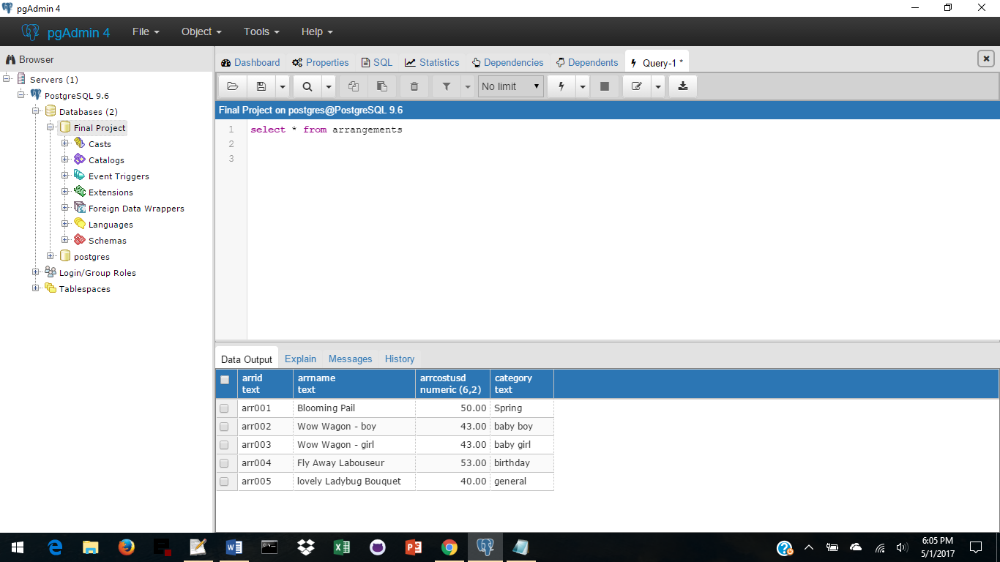 pgAdmin 4
pgAdmin 4 File Object Tools Help
Browser
Servers (1)
PostgreSQL 9.6
Databases (2)
Final Project
Casts
Catalogs
Event Triggers
Extensions
Foreign Data Wrappers
Languages
Schemas
postgres
Login/Group Roles
Tablespaces
Dashboard Properties SQL Statistics Dependencies Dependents Query-1 *
No limit
Final Project on postgres@PostgreSQL 9.6
1 select * from arrangements
2
3
Data Output Explain Messages History
arrid arrname arrcostusd category
text text numeric (6,2) text
arr001 Blooming Pail 50.00 Spring
arr002 Wow Wagon - boy 43.00 baby boy
arr003 Wow Wagon - girl 43.00 baby girl
arr004 Fly Away Labouseur 53.00 birthday
arr005 lovely Ladybug Bouquet 40.00 general
6:05 PM
5/1/2017